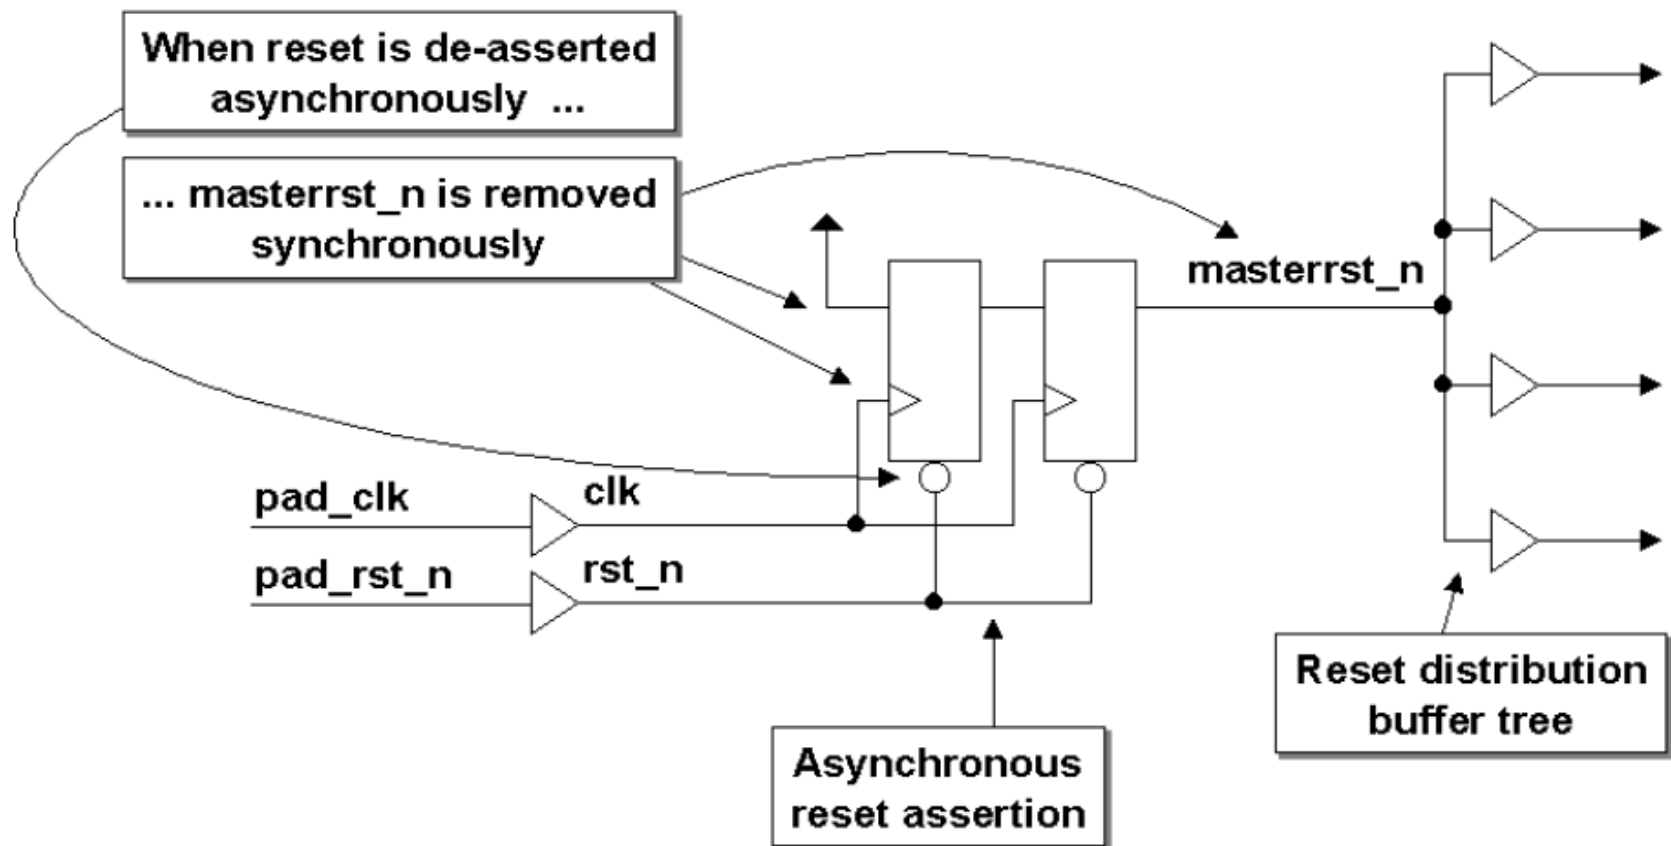 When reset is de-asserted
asynchronously ...
... masterrst_n is removed
synchronously
masterrst_n
pad_clk
clk
pad_rst_n
rst_n
Reset distribution
buffer tree
Asynchronous
reset assertion